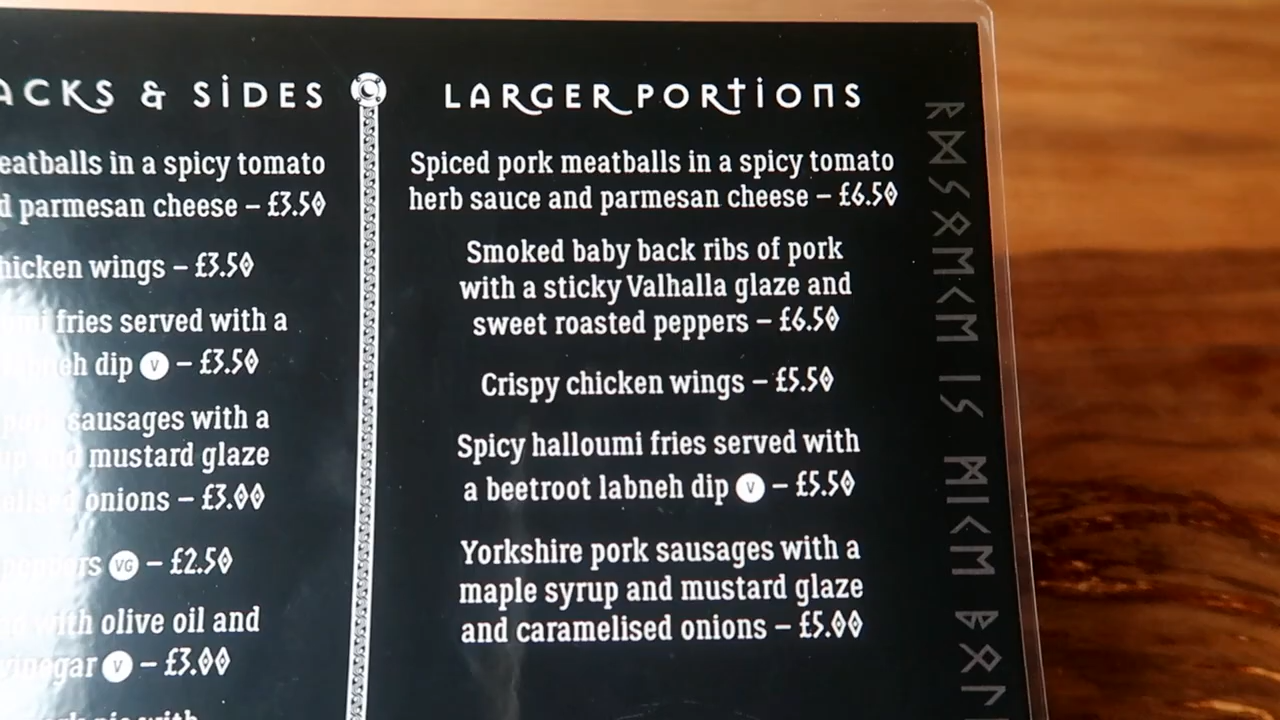 & SIDES
in a spicy tomato
parmesan cheese – £3.50
wings – £3.50
fries served with a
dip V – £3.50
sausages with a
mustard glaze
onions – £3.00
VG – £2.50
with olive oil and
vinegar V – £3.00
with
LARGER PORTIONS
Spiced pork meatballs in a spicy tomato
herb sauce and parmesan cheese – £6.50
Smoked baby back ribs of pork
with a sticky Valhalla glaze and
sweet roasted peppers – £6.50
Crispy chicken wings – £5.50
Spicy halloumi fries served with
a beetroot labneh dip V – £5.50
Yorkshire pork sausages with a
maple syrup and mustard glaze
and caramelised onions – £5.00